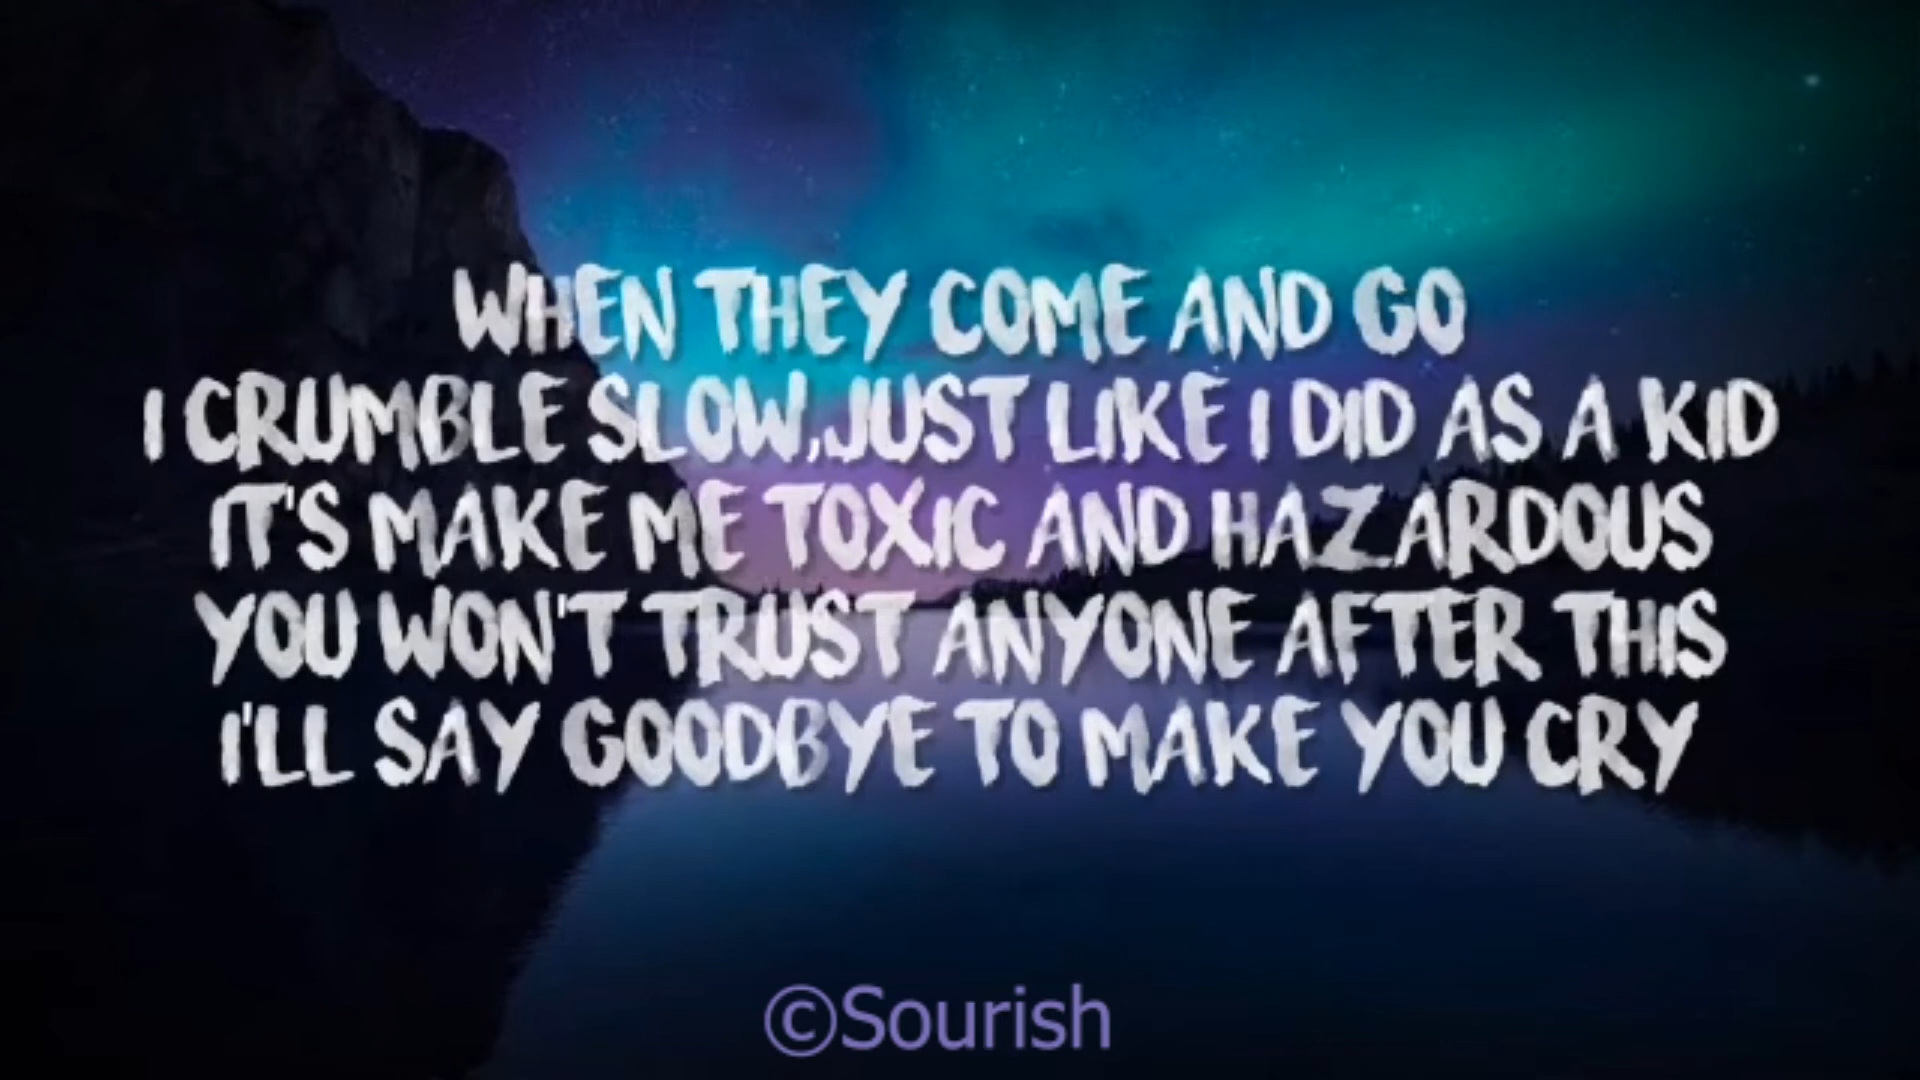 WHEN THEY COME AND GO
I CRUMBLE SLOW,JUST LIKE I DID AS A KID
IT'S MAKE ME TOXIC AND HAZARDOUS
YOU WON'T TRUST ANYONE AFTER THIS
I'LL SAY GOODBYE TO MAKE YOU CRY
©Sourish